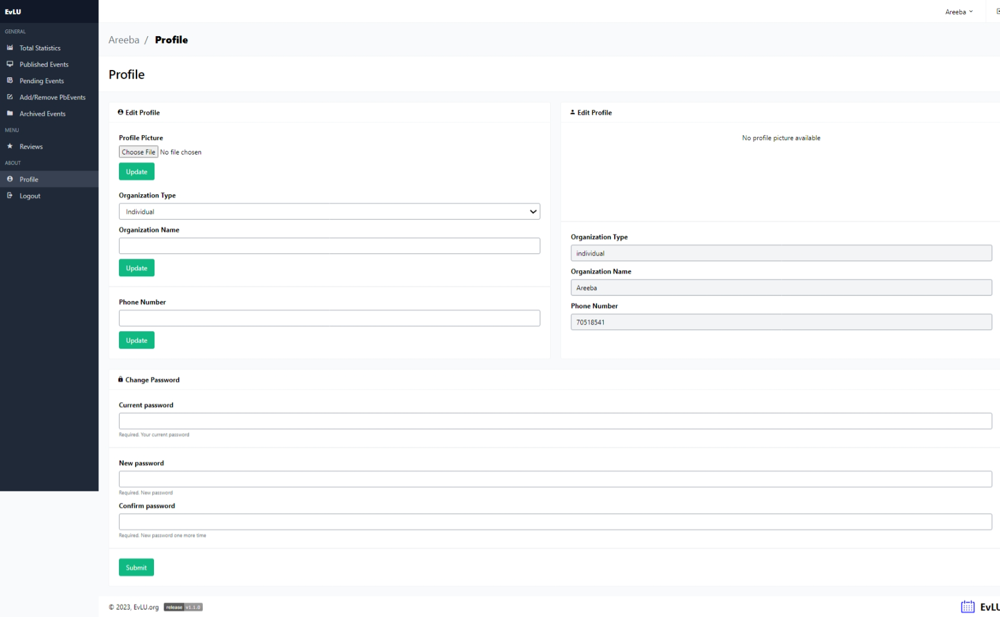 EvLU
Areeba
GENERAL
Total Statistics
Published Events
Pending Events
Add/Remove PbEvents
Archived Events
MENU
Reviews
ABOUT
Profile
Logout
Areeba / Profile
Profile
Edit Profile
Profile Picture
Choose File No file chosen
Update
Organization Type
Individual
Organization Name
Update
Phone Number
Update
Edit Profile
No profile picture available
Organization Type
individual
Organization Name
Areeba
Phone Number
70518541
Change Password
Current password
Required. Your current password
New password
Required. New password
Confirm password
Required. New password one more time
Submit
© 2023, EvLU.org release v1.1.0
EvLU